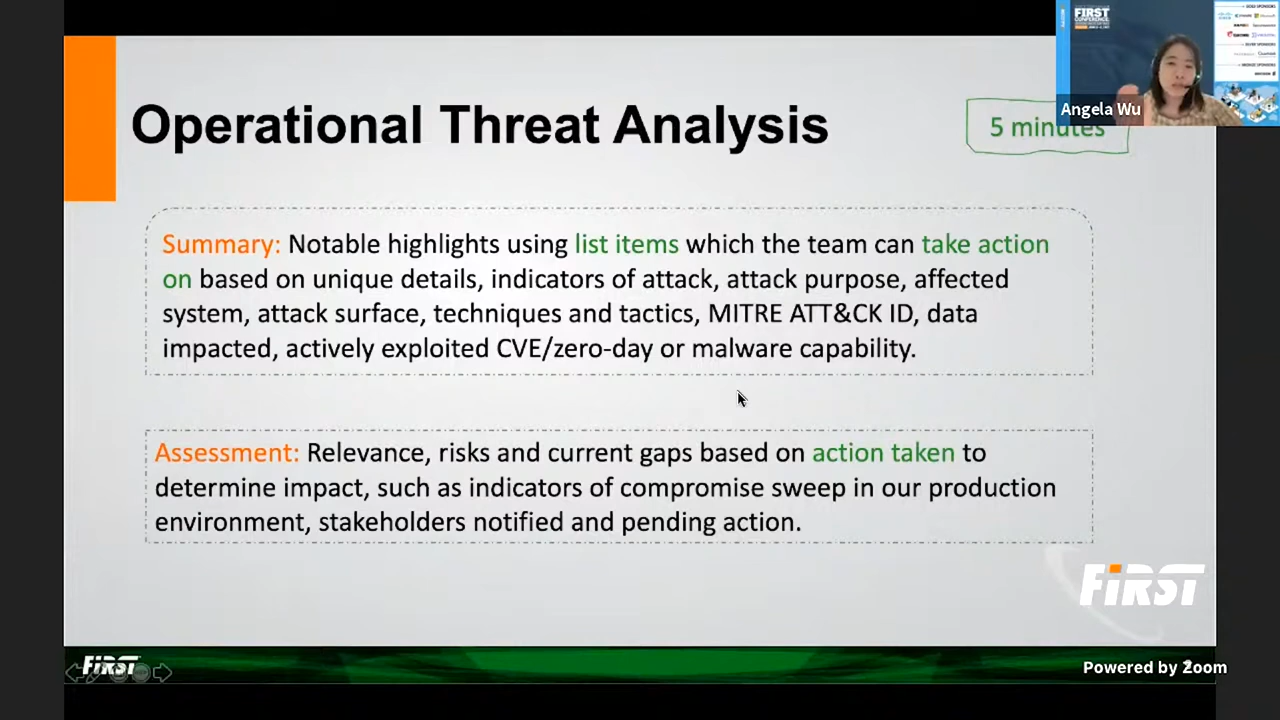 FIRST
CONFERENCE
Angela Wu
Operational Threat Analysis
5 minutes
Summary: Notable highlights using list items which the team can take action
on based on unique details, indicators of attack, attack purpose, affected
system, attack surface, techniques and tactics, MITRE ATT&CK ID, data
impacted, actively exploited CVE/zero-day or malware capability.
Assessment: Relevance, risks and current gaps based on action taken to
determine impact, such as indicators of compromise sweep in our production
environment, stakeholders notified and pending action.
FiRST
FiRST
Powered by Zoom